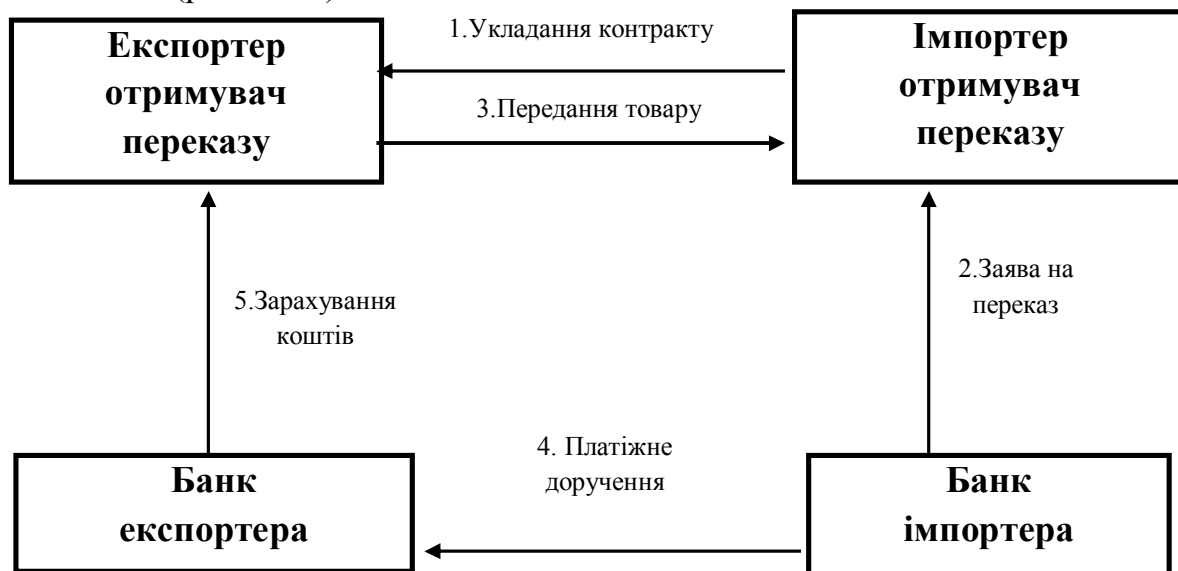 Експортер
отримувач
переказу
1.Укладання контракту
3.Передання товару
Імпортер
отримувач
переказу
5.Зарахування
коштів
2.Заява на
переказ
4. Платіжне
доручення
Банк
експортера
Банк
імпортера